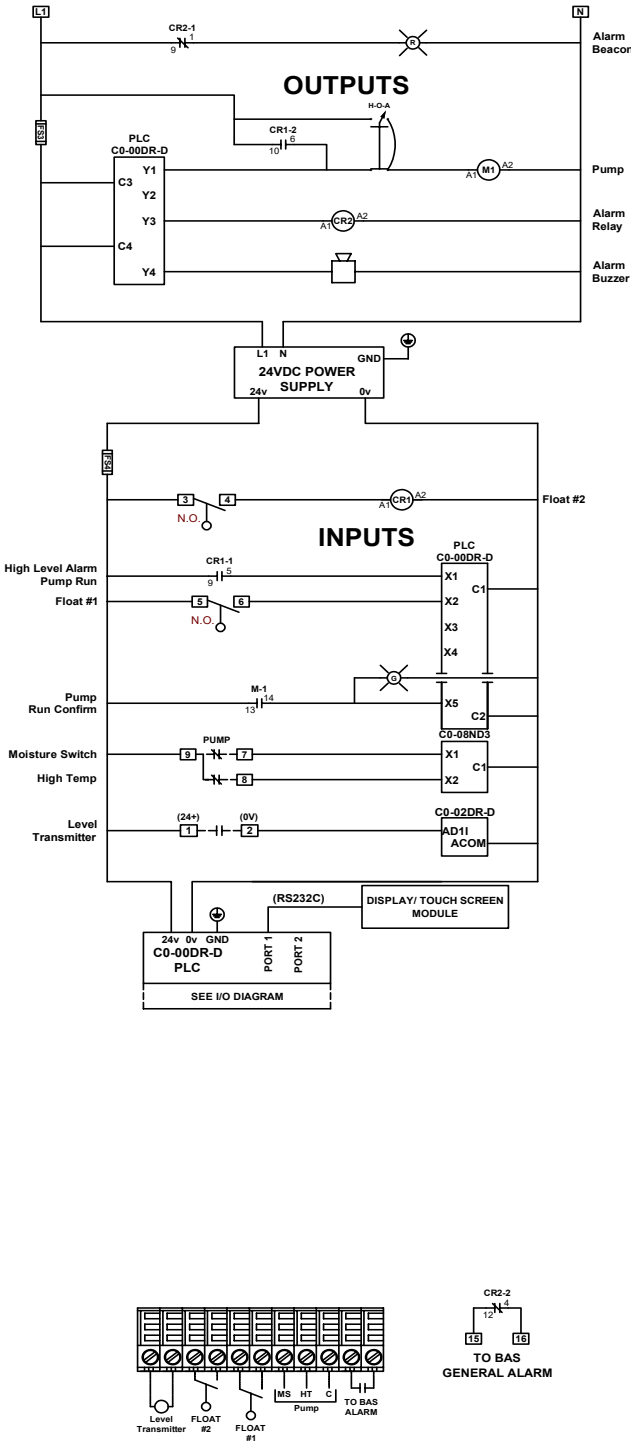 L1
N
CR2-1
1
9
R
Alarm
Beacon
OUTPUTS
H-O-A
FS3
CR1-2
6
10
PLC
C0-00DR-D
C3
C4
Y1
Y2
Y3
Y4
A1
M1
A2
Pump
A1
CR2
A2
Alarm
Relay
Alarm
Buzzer
L1 N
GND
24VDC POWER
SUPPLY
24v
0v
FS4
3
4
N.O.
A1
CR1
A2
Float #2
INPUTS
PLC
C0-00DR-D
High Level Alarm
Pump Run
CR1-1
5
9
X1
C1
Float #1
5
6
N.O.
X2
X3
X4
G
Pump
Run Confirm
M-1
14
13
X5
C2
C0-08ND3
Moisture Switch
9
PUMP
7
X1
C1
High Temp
8
X2
C0-02DR-D
Level
Transmitter
(24+)
(0V)
1
2
AD1I
ACOM
(RS232C)
DISPLAY/ TOUCH SCREEN
MODULE
24v 0v GND
C0-00DR-D
PLC
PORT 1
PORT 2
SEE I/O DIAGRAM
CR2-2
4
12
15
16
TO BAS
GENERAL ALARM
MS HT C
Pump
Level
Transmitter
FLOAT
#2
FLOAT
#1
TO BAS
ALARM